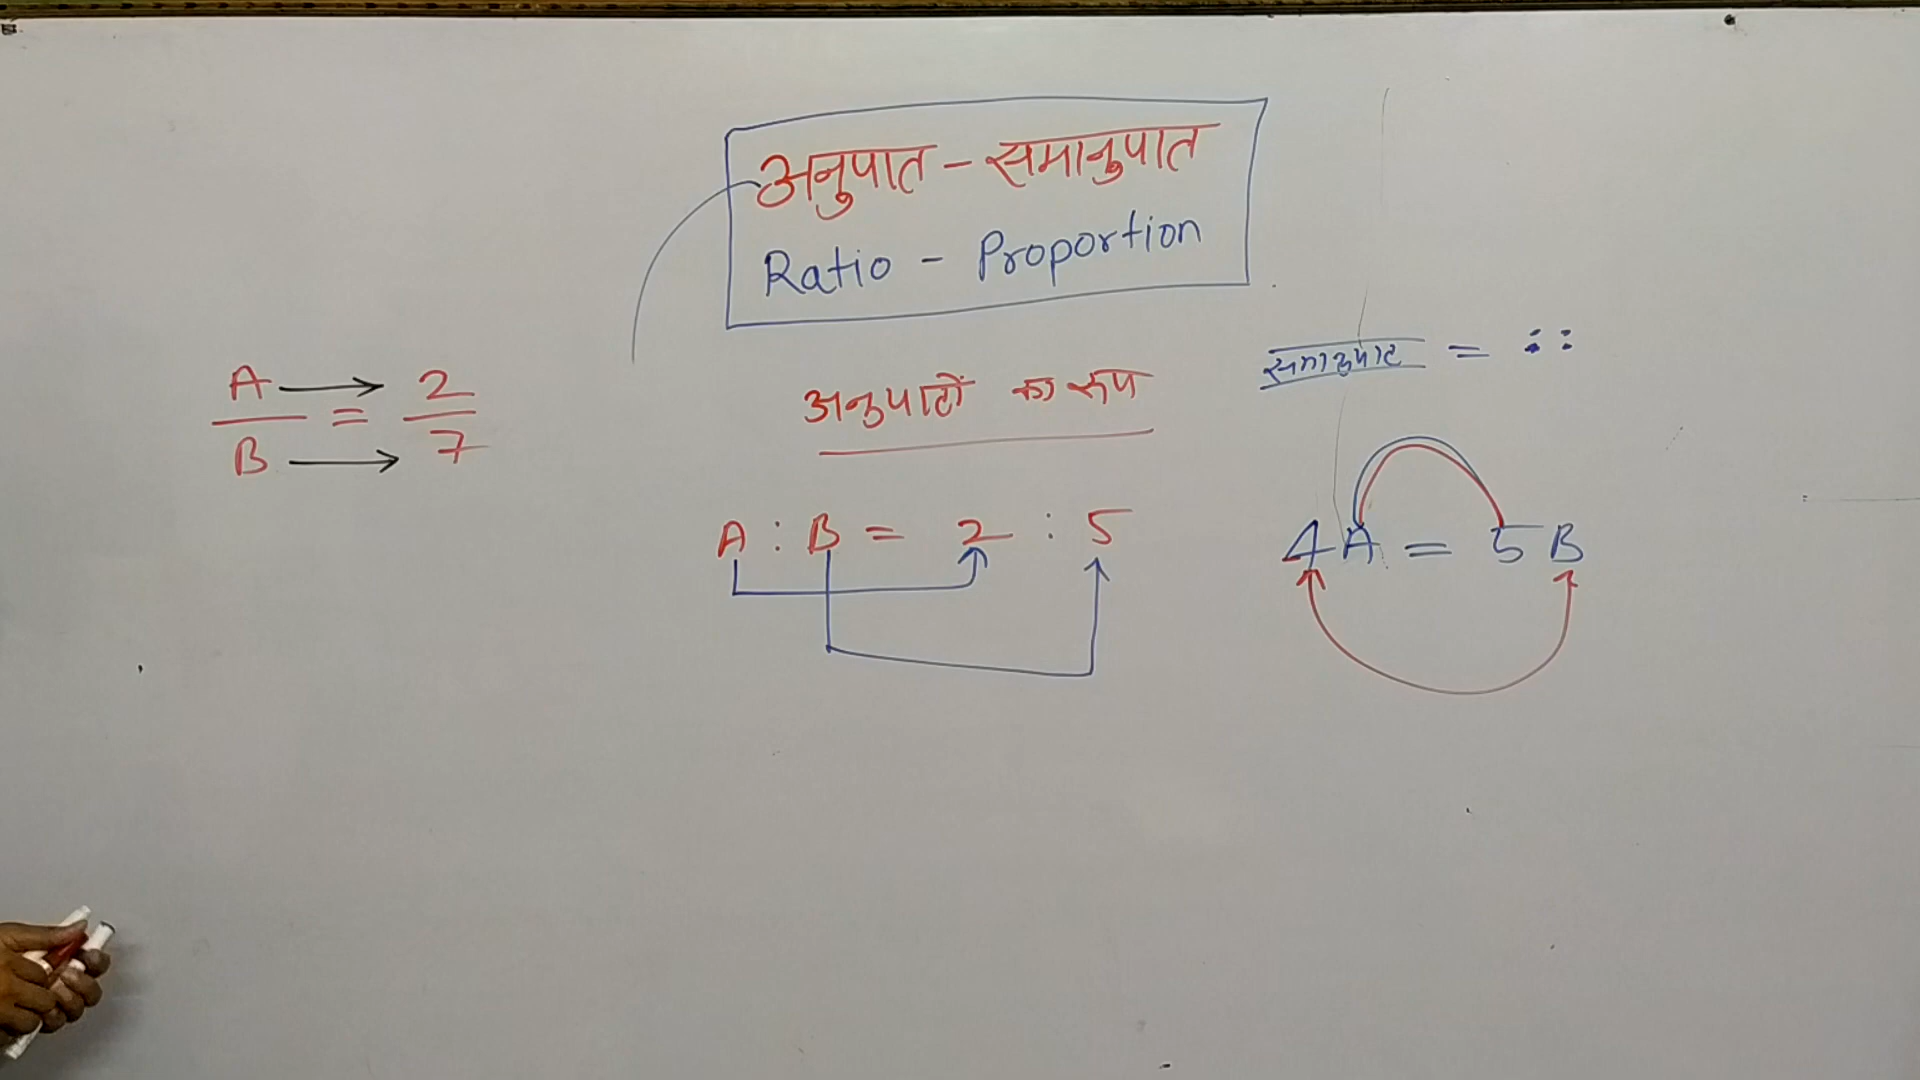 अनुपात - समानुपात
Ratio - Proportion
समानुपात = ::
अनुपातों का रूप
A/B = 2/7
A : B = 2 : 5
4A = 5B